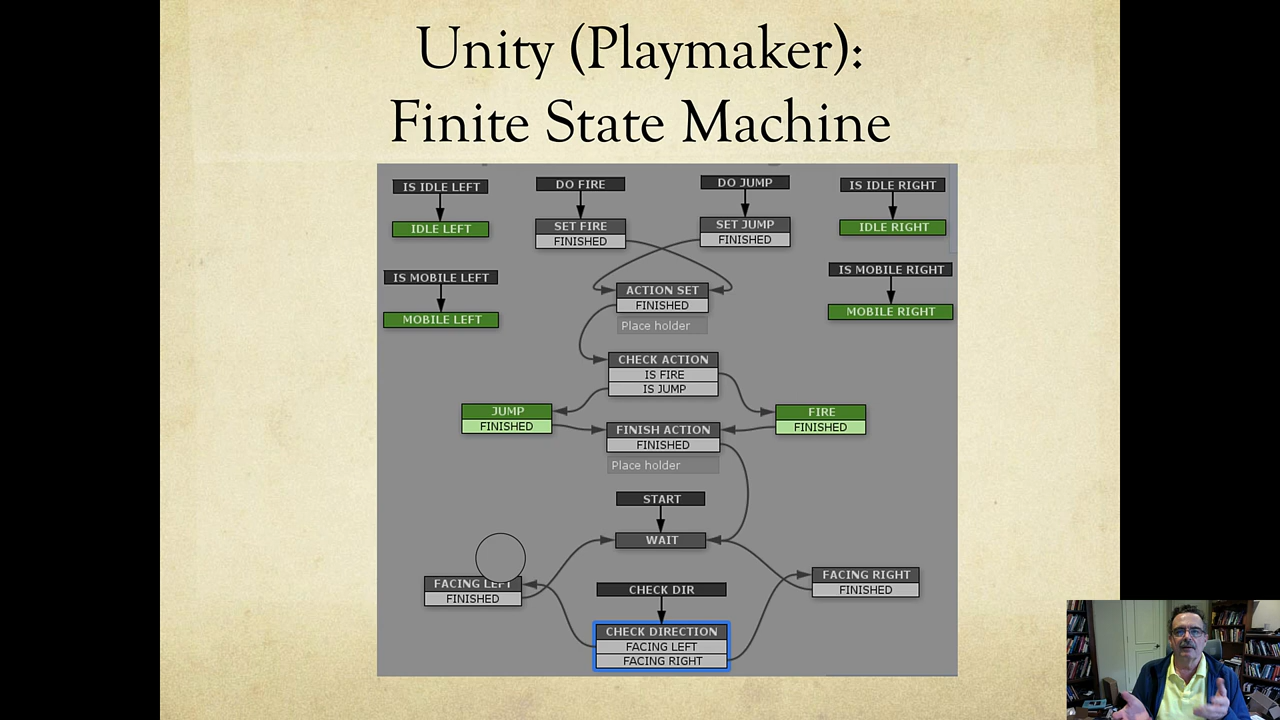 Unity (Playmaker):
Finite State Machine
IS IDLE LEFT
DO FIRE
DO JUMP
IS IDLE RIGHT
IDLE LEFT
SET FIRE
FINISHED
SET JUMP
FINISHED
IDLE RIGHT
IS MOBILE LEFT
IS MOBILE RIGHT
MOBILE LEFT
ACTION SET
FINISHED
Place holder
MOBILE RIGHT
CHECK ACTION
IS FIRE
IS JUMP
JUMP
FINISHED
FIRE
FINISHED
FINISH ACTION
FINISHED
Place holder
START
WAIT
FACING LEFT
FINISHED
CHECK DIR
FACING RIGHT
FINISHED
CHECK DIRECTION
FACING LEFT
FACING RIGHT